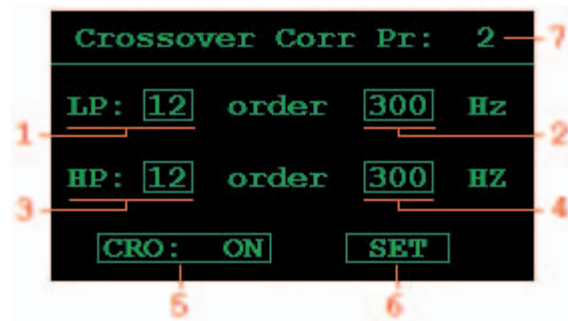 Crossover Corr Pr: 2 7
LP: 12 order 300 Hz
1 2
HP: 12 order 300 HZ
3 4
CRO: ON SET
5 6